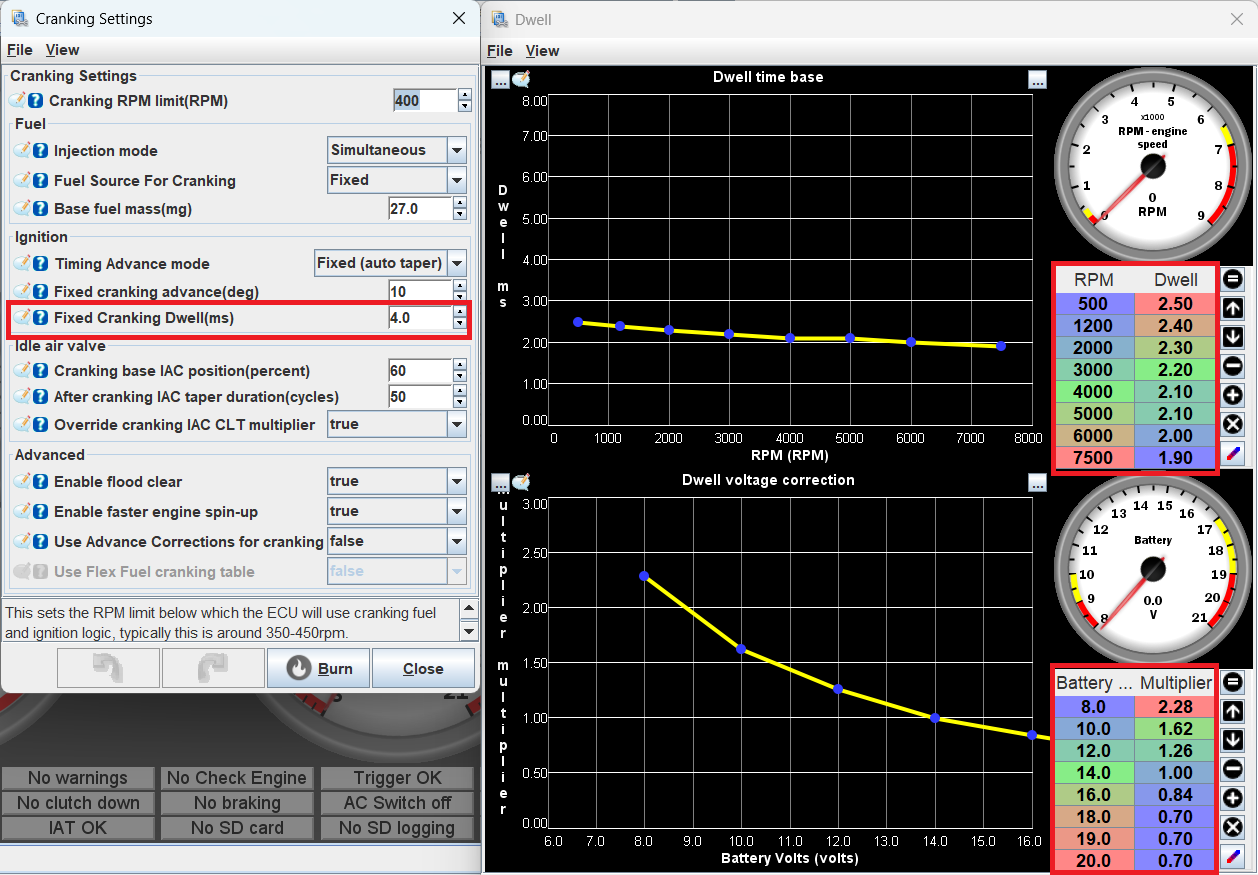 Cranking Settings
File View
Cranking Settings
Cranking RPM limit(RPM) 400
Fuel
Injection mode Simultaneous
Fuel Source For Cranking Fixed
Base fuel mass(mg) 27.0
Ignition
Timing Advance mode Fixed (auto taper)
Fixed cranking advance(deg) 10
Fixed Cranking Dwell(ms) 4.0
Idle air valve
Cranking base IAC position(percent) 60
After cranking IAC taper duration(cycles) 50
Override cranking IAC CLT multiplier true
Advanced
Enable flood clear true
Enable faster engine spin-up true
Use Advance Corrections for cranking false
Use Flex Fuel cranking table false
This sets the RPM limit below which the ECU will use cranking fuel
and ignition logic, typically this is around 350-450rpm.
Burn Close
No warnings No Check Engine Trigger OK
No clutch down No braking AC Switch off
IAT OK No SD card No SD logging
Dwell
File View
... Dwell time base ...
8.00
7.00
6.00
5.00
4.00
3.00
2.00
1.00
0.00
Dwell ms
0 1000 2000 3000 4000 5000 6000 7000 8000
RPM (RPM)
0 1 2 3 4 5 6 7 8 9
x1000
RPM - engine
speed
0
RPM
RPM Dwell
500 2.50
1200 2.40
2000 2.30
3000 2.20
4000 2.10
5000 2.10
6000 2.00
7500 1.90
... Dwell voltage correction ...
3.00
2.50
2.00
1.50
1.00
0.50
0.00
ultiplier multiplier
6.0 7.0 8.0 9.0 10.0 11.0 12.0 13.0 14.0 15.0 16.0
Battery Volts (volts)
8 9 10 11 12 13 14 15 16 17 18 19 20 21
Battery
0.0
V
Battery ... Multiplier
8.0 2.28
10.0 1.62
12.0 1.26
14.0 1.00
16.0 0.84
18.0 0.70
19.0 0.70
20.0 0.70